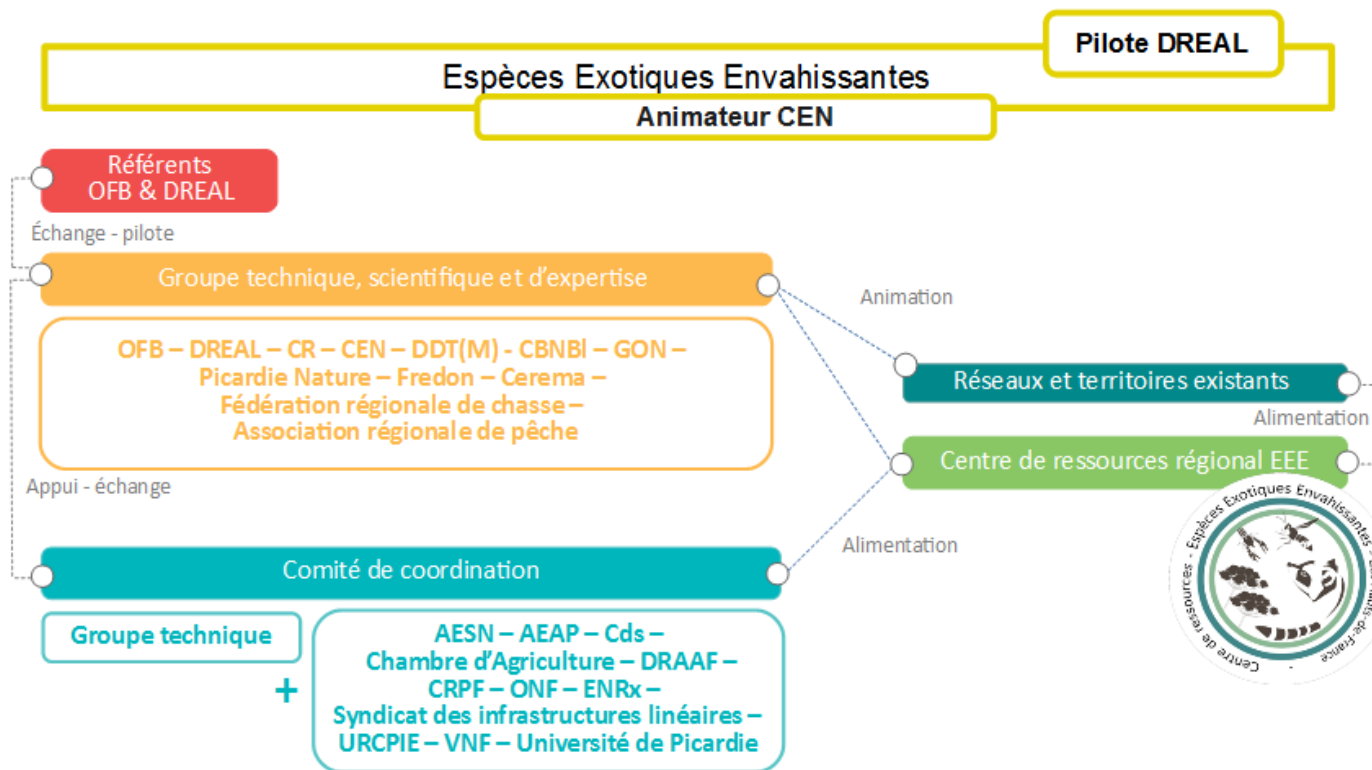 Pilote DREAL
Espèces Exotiques Envahissantes
Animateur CEN
Référents
OFB & DREAL
Échange - pilote
Groupe technique, scientifique et d’expertise
OFB – DREAL – CR – CEN – DDT(M) - CBNBl – GON –
Picardie Nature – Fredon – Cerema –
Fédération régionale de chasse –
Association régionale de pêche
Animation
Réseaux et territoires existants
Alimentation
Centre de ressources régional EEE
Appui - échange
Alimentation
Comité de coordination
Groupe technique
+
AESN – AEAP – Cds –
Chambre d’Agriculture – DRAAF –
CRPF – ONF – ENRx –
Syndicat des infrastructures linéaires –
URCPIE – VNF – Université de Picardie
Centre de ressources - Espèces Exotiques Envahissantes - Hauts-de-France -